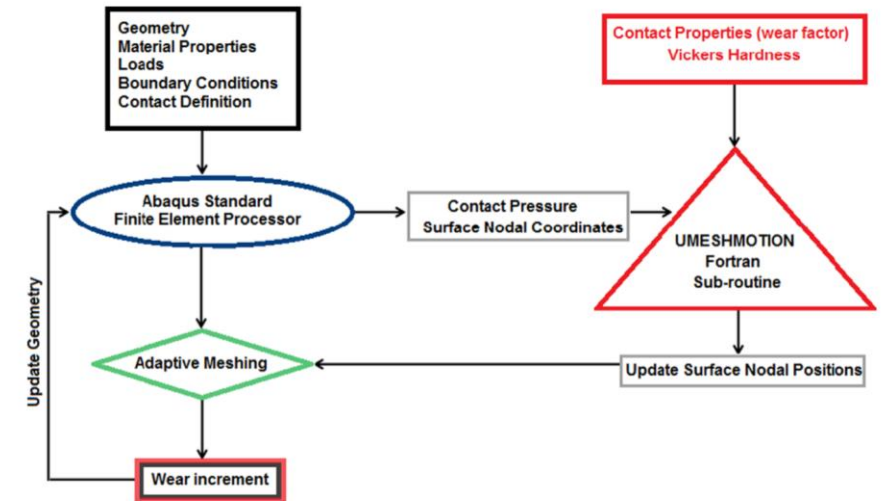 Geometry
Material Properties
Loads
Boundary Conditions
Contact Definition
Contact Properties (wear factor)
Vickers Hardness
Abaqus Standard
Finite Element Processor
Contact Pressure
Surface Nodal Coordinates
UMESHMOTION
Fortran
Sub-routine
Update Geometry
Adaptive Meshing
Update Surface Nodal Positions
Wear increment